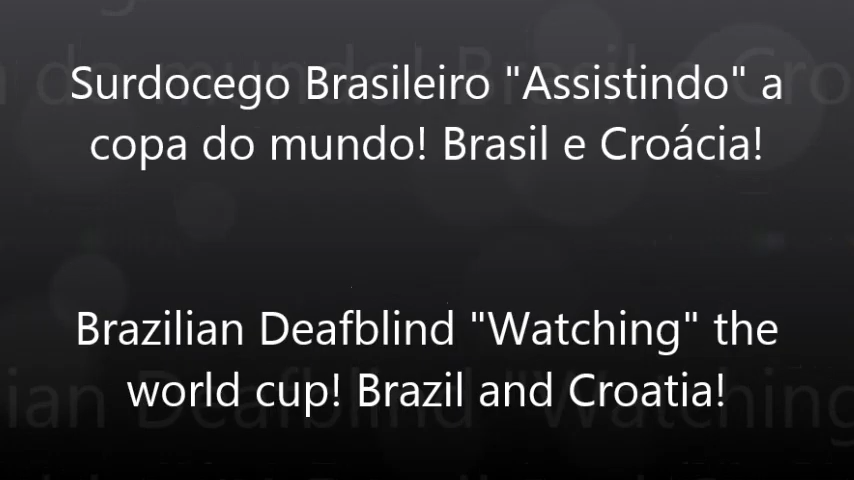 Surdocego Brasileiro "Assistindo" a
copa do mundo! Brasil e Croácia!
Brazilian Deafblind "Watching" the
world cup! Brazil and Croatia!